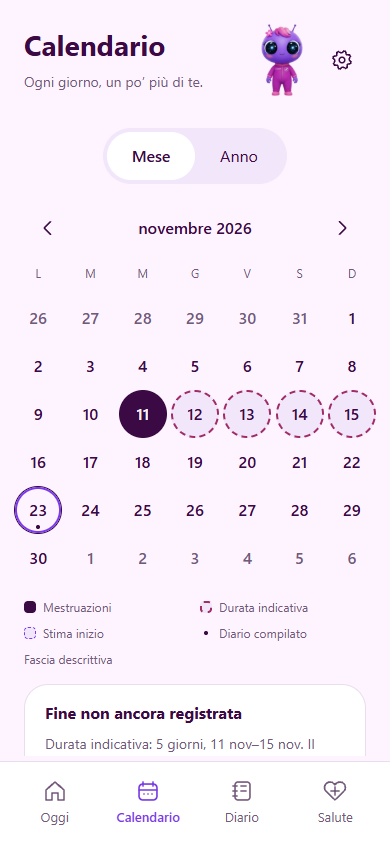 Calendario
Ogni giorno, un po’ più di te.
Mese Anno
novembre 2026
L M M G V S D
26 27 28 29 30 31 1
2 3 4 5 6 7 8
9 10 11 12 13 14 15
16 17 18 19 20 21 22
23 24 25 26 27 28 29
30 1 2 3 4 5 6
Mestruazioni Durata indicativa
Stima inizio Diario compilato
Fascia descrittiva
Fine non ancora registrata
Durata indicativa: 5 giorni, 11 nov–15 nov. Il
Oggi Calendario Diario Salute